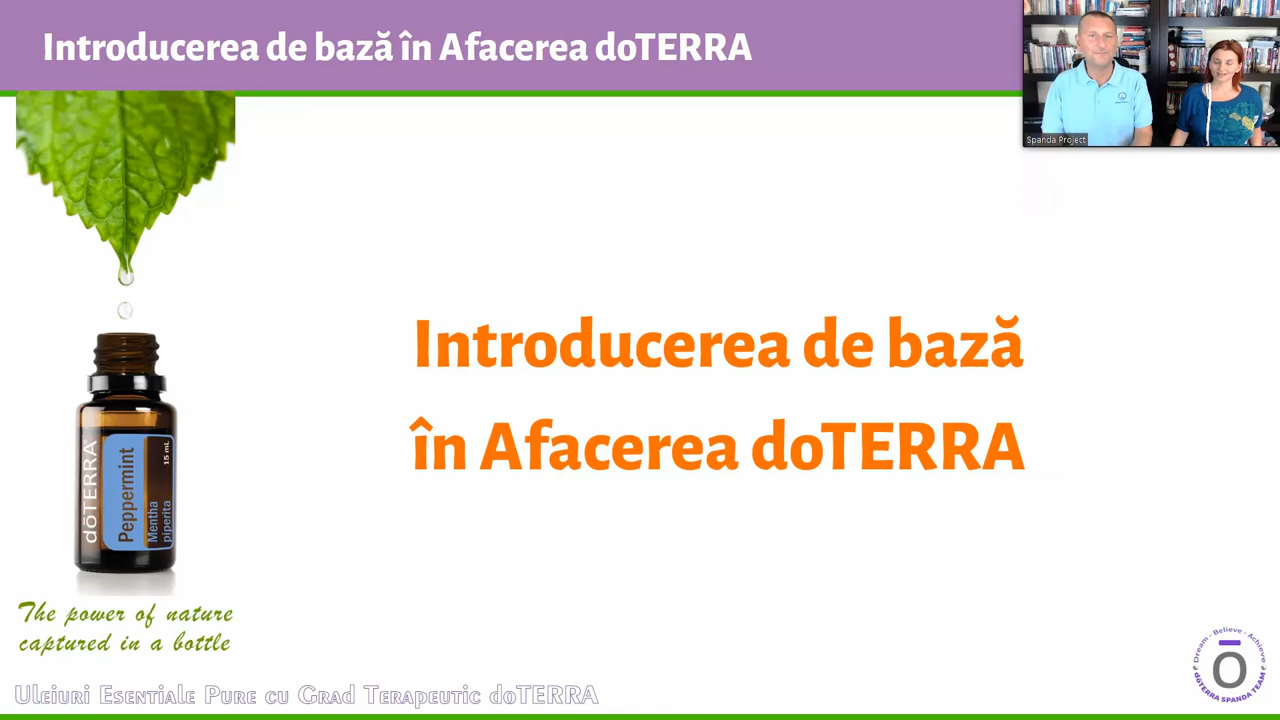 Introducerea de bază în Afacerea doTERRA
Spanda Project
Introducerea de bază
în Afacerea doTERRA
dōTERRA
Peppermint
15 mL
Mentha
piperita
The power of nature
captured in a bottle
Uleiuri Esentiale Pure cu Grad Terapeutic doTERRA
Dream - Believe - Achieve
Ō
dōTERRA SPANDA TEAM